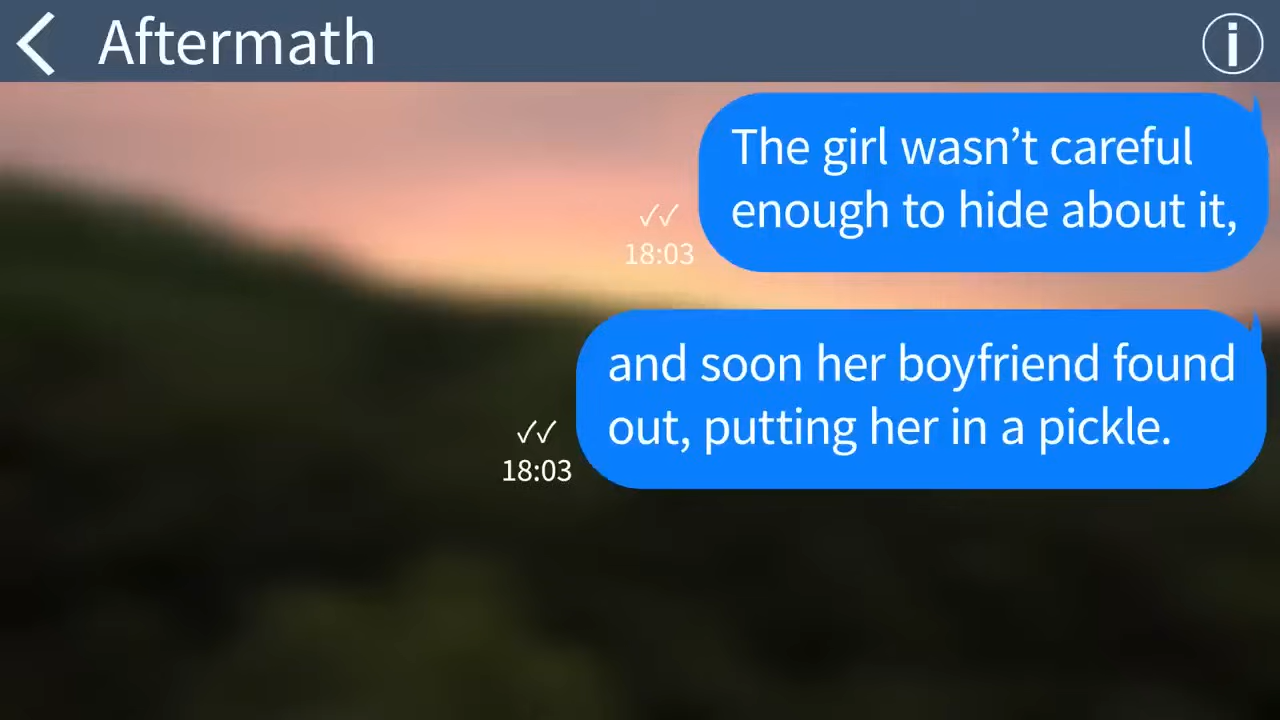 Aftermath
The girl wasn’t careful
enough to hide about it,
✓✓
18:03
and soon her boyfriend found
out, putting her in a pickle.
✓✓
18:03